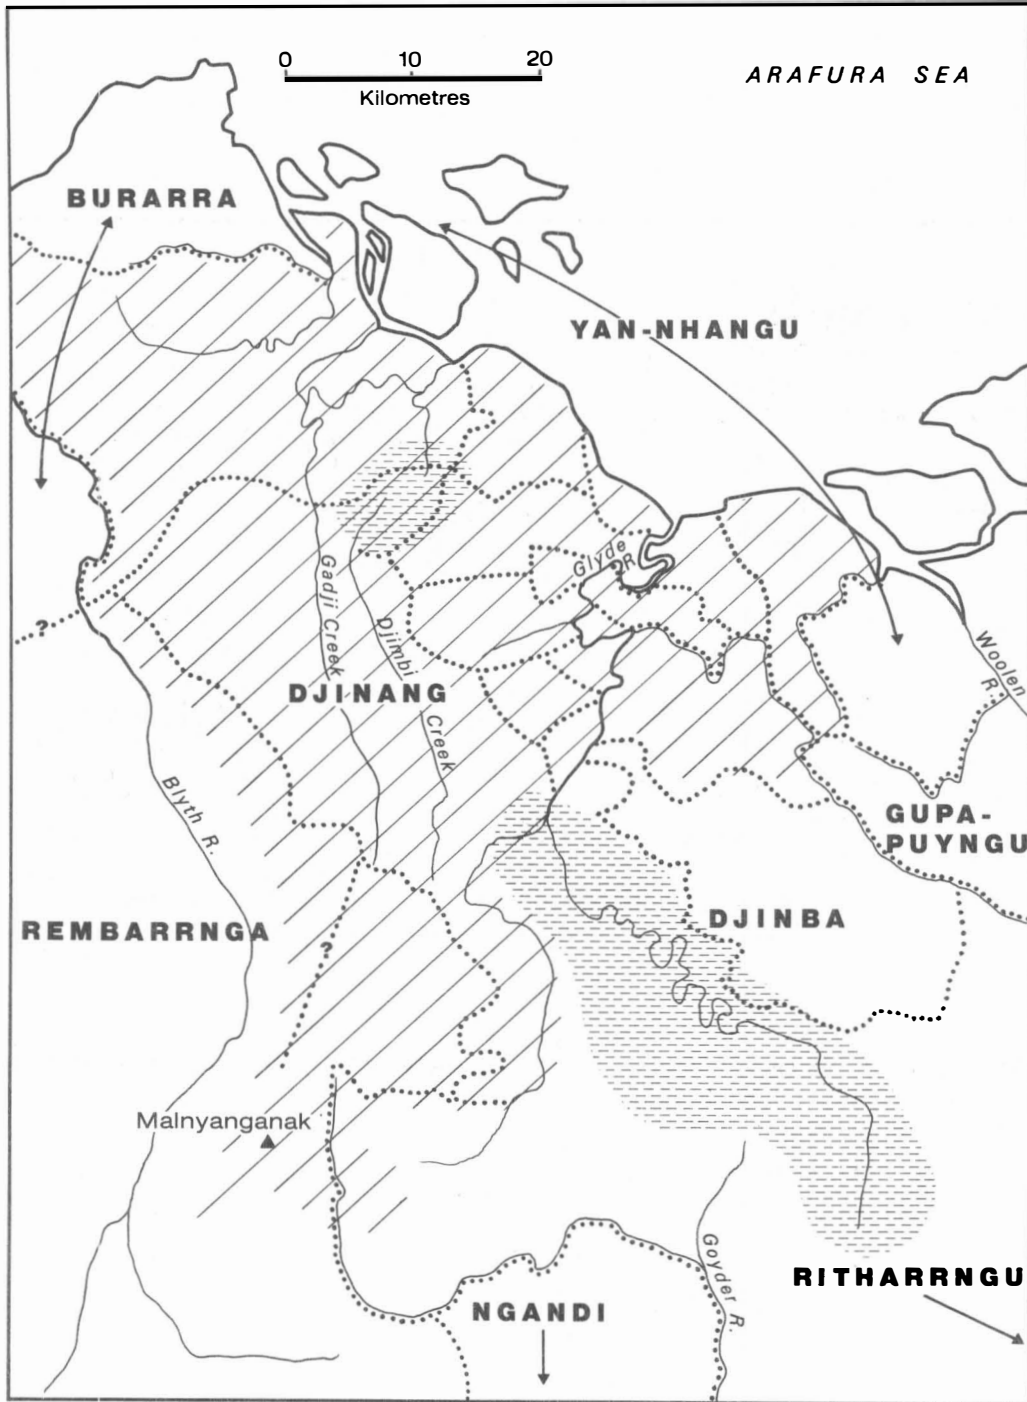 0 10 20
Kilometres
ARAFURA SEA
BURARRA
YAN-NHANGU
Glyde
R.
?
Gadji Creek
Djimbi
Creek
DJINANG
Woolen
R.
Blyth R.
GUPA-
PUYNGU
REMBARRNGA
?
DJINBA
Malnyanganak
Goyder R.
RITHARRNGU
NGANDI